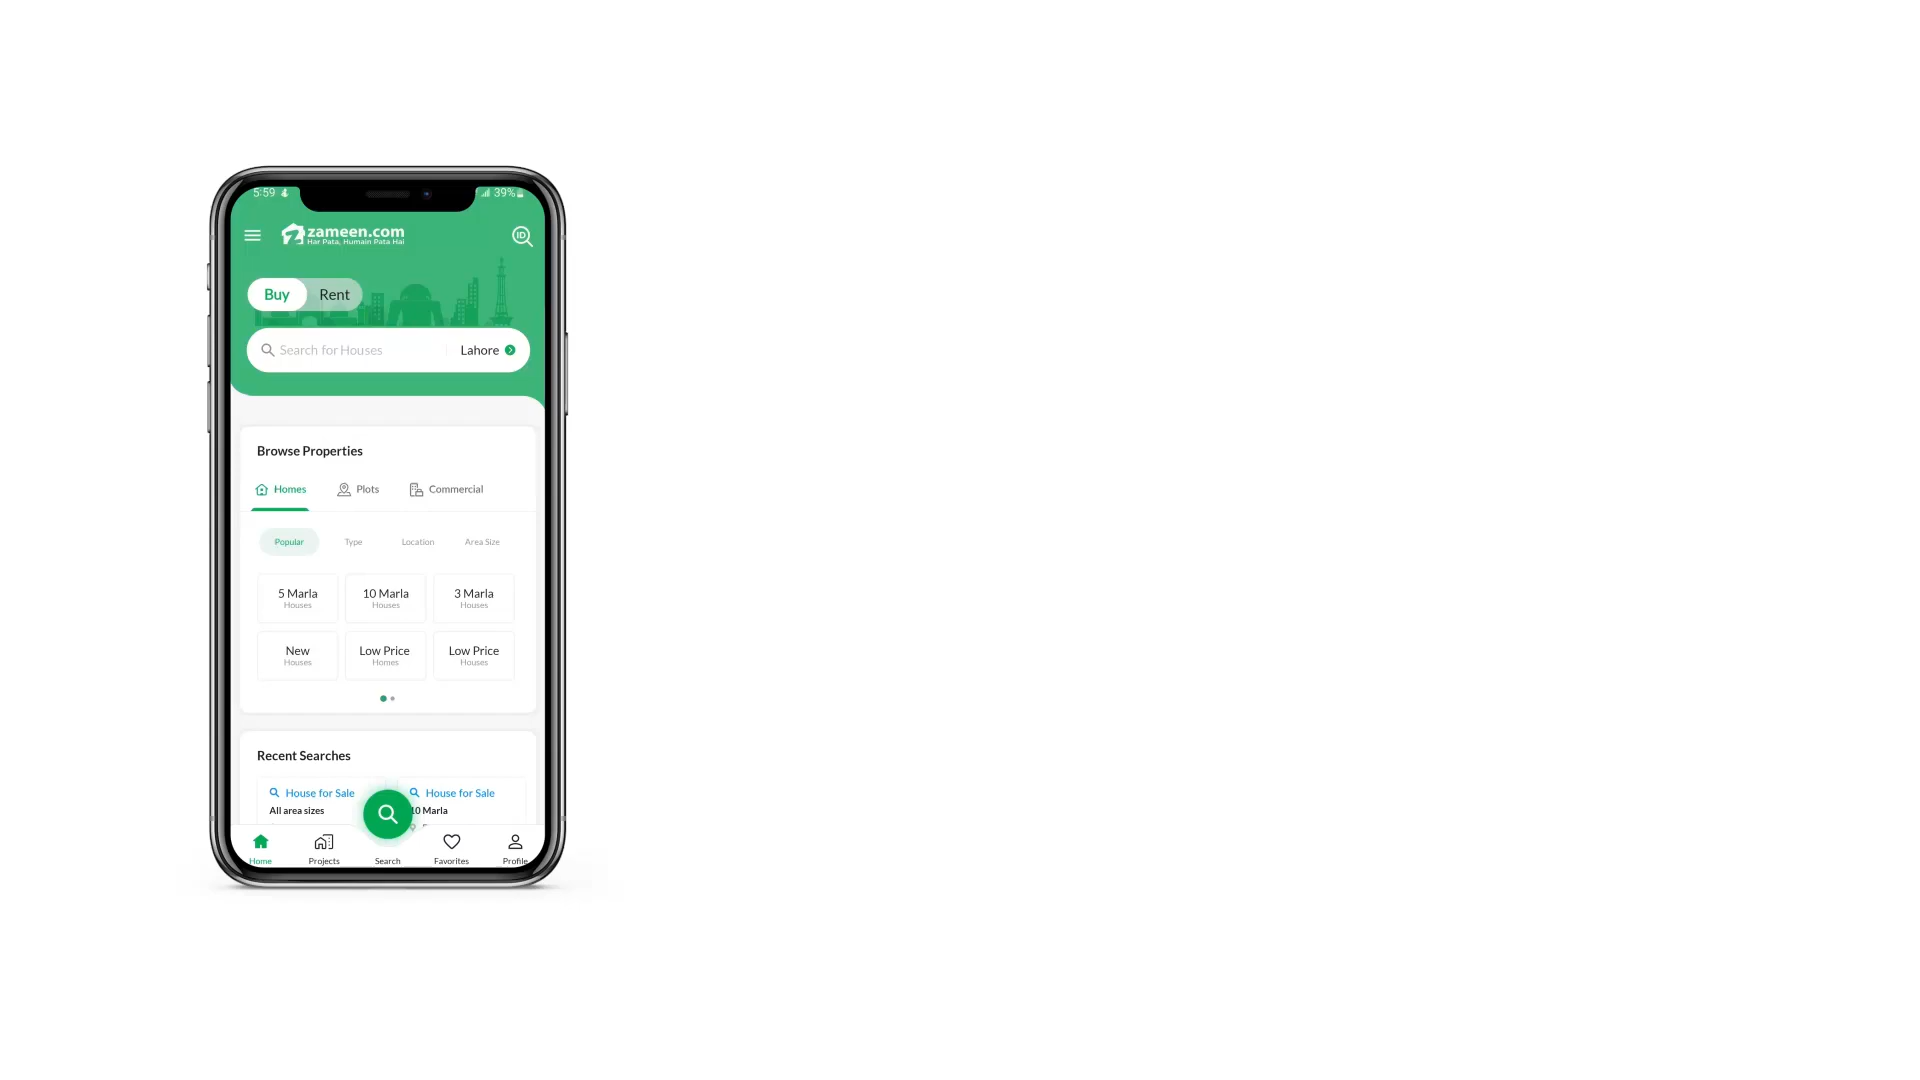 5:59
39%
zameen.com
Har Pata, Humain Pata Hai
ID
Buy
Rent
Search for Houses
Lahore
Browse Properties
Homes
Plots
Commercial
Popular
Type
Location
Area Size
5 Marla
Houses
10 Marla
Houses
3 Marla
Houses
New
Houses
Low Price
Homes
Low Price
Houses
Recent Searches
House for Sale
All area sizes
House for Sale
10 Marla
Home
Projects
Search
Favorites
Profile